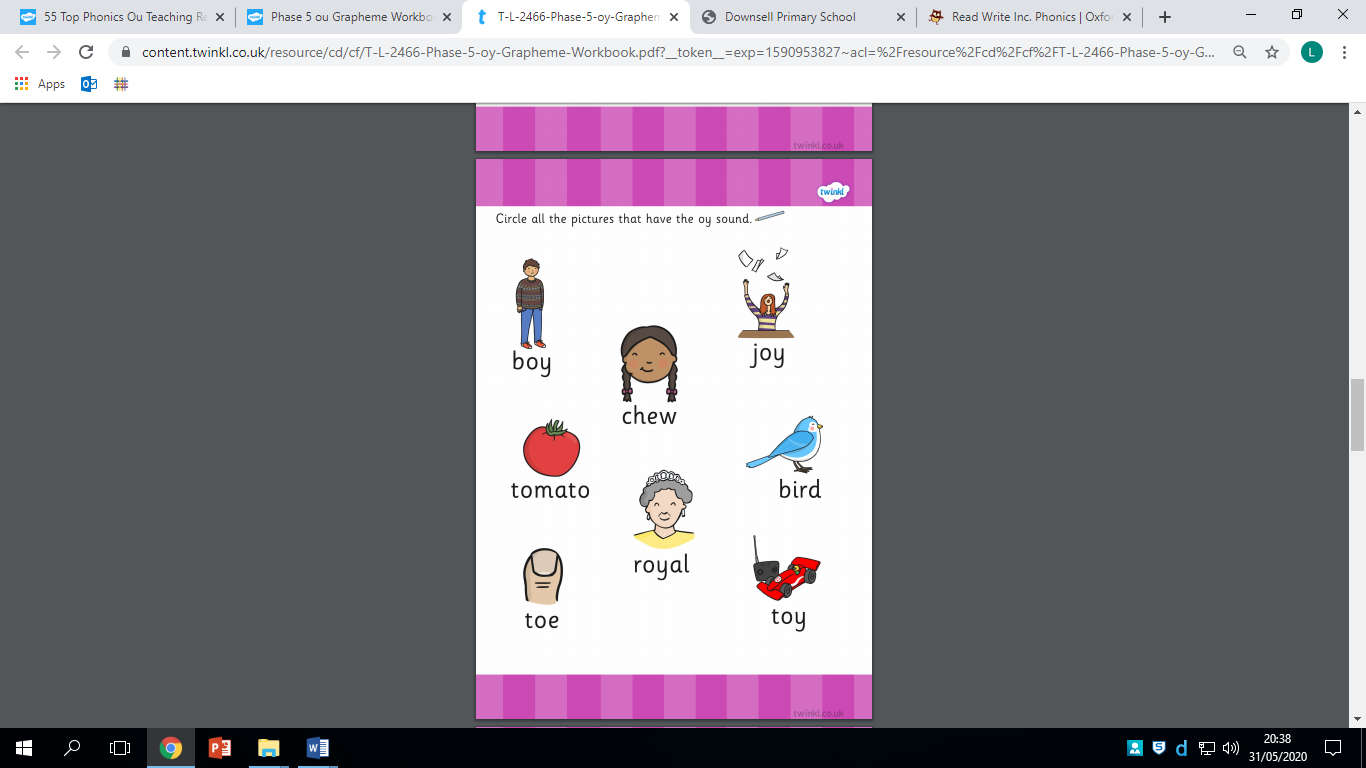 55 Top Phonics Ou Teaching Re
Phase 5 ou Grapheme Workbo
T-L-2466-Phase-5-oy-Graphem
Downsell Primary School
Read Write Inc. Phonics | Oxfo
content.twinkl.co.uk/resource/cd/cf/T-L-2466-Phase-5-oy-Grapheme-Workbook.pdf?__token__=exp=1590953827~acl=%2Fresource%2Fcd%2Fcf%2FT-L-2466-Phase-5-oy-G...
L
Apps
twinkl.co.uk
twinkl
Circle all the pictures that have the oy sound.
boy
joy
chew
tomato
bird
royal
toe
toy
twinkl.co.uk
20:38
31/05/2020